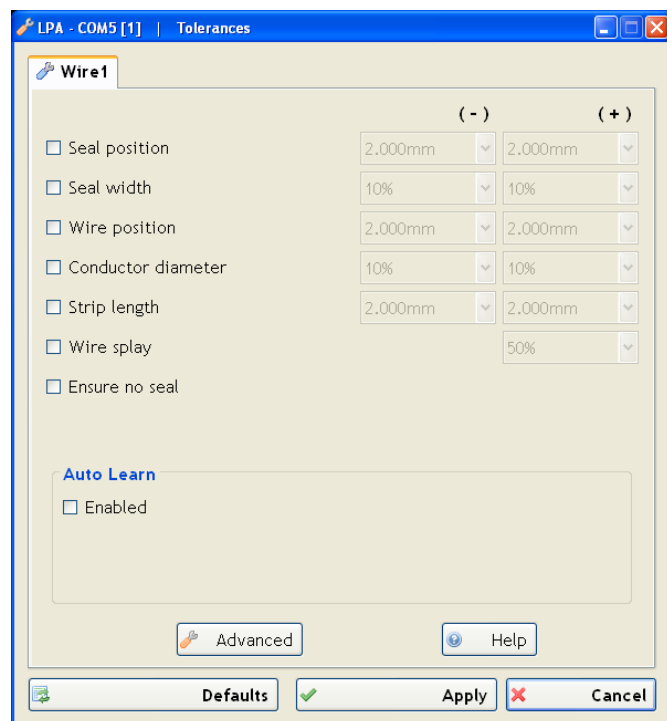 LPA - COM5 [1] | Tolerances
Wire1
(-) (+)
Seal position 2.000mm 2.000mm
Seal width 10% 10%
Wire position 2.000mm 2.000mm
Conductor diameter 10% 10%
Strip length 2.000mm 2.000mm
Wire splay 50%
Ensure no seal
Auto Learn
Enabled
Advanced Help
Defaults Apply Cancel